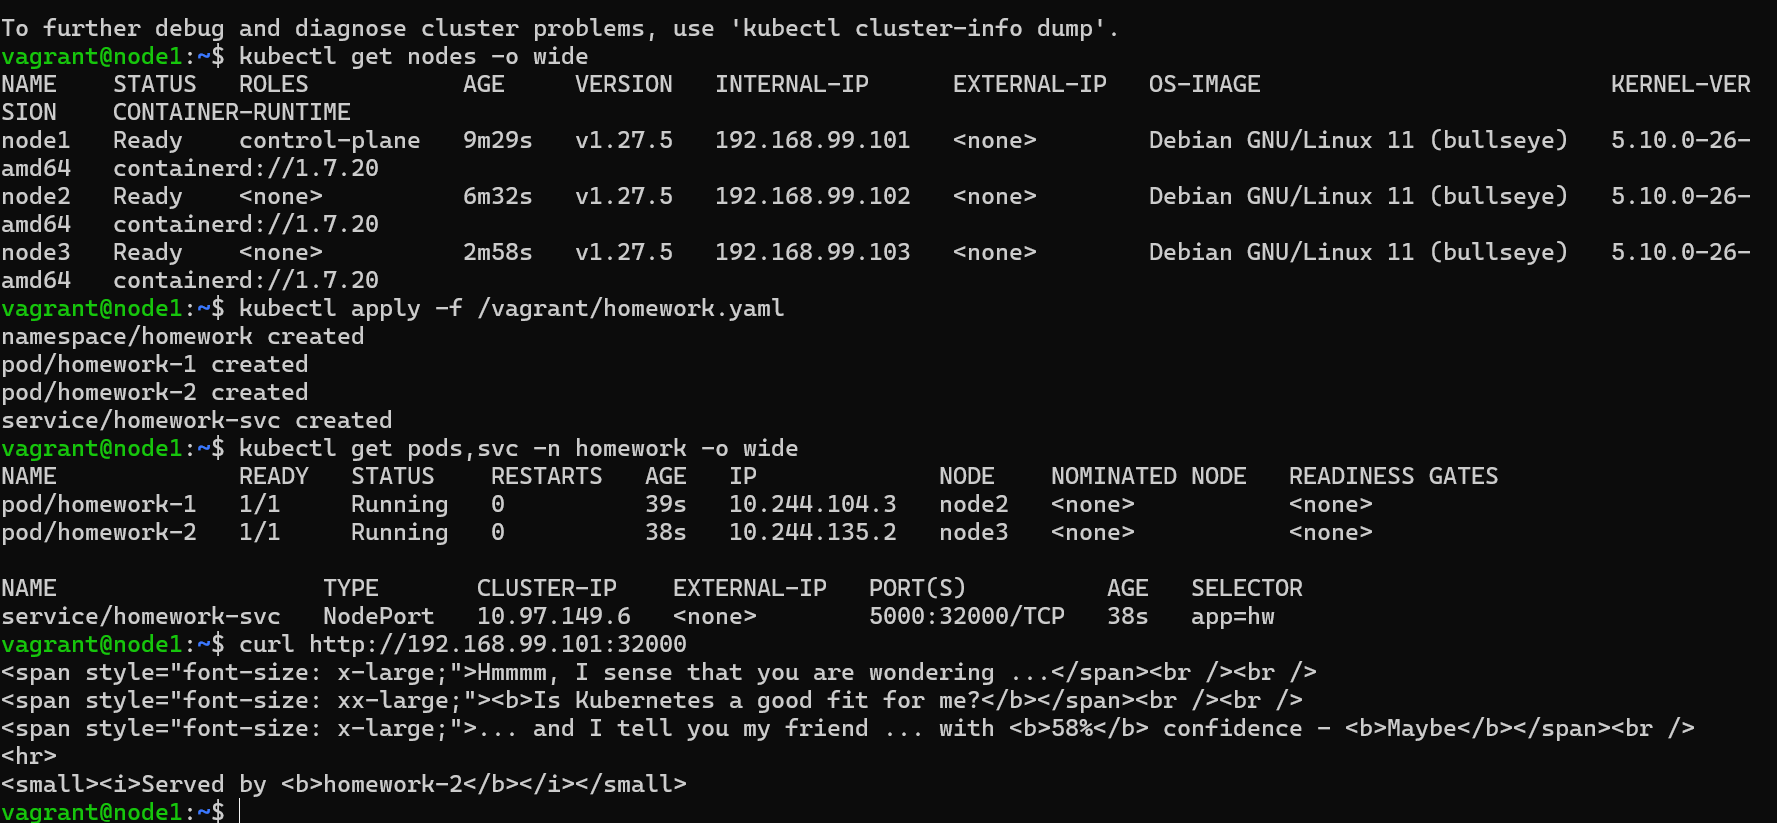 To further debug and diagnose cluster problems, use 'kubectl cluster-info dump'.
vagrant@node1:~$ kubectl get nodes -o wide
NAME    STATUS   ROLES           AGE     VERSION   INTERNAL-IP      EXTERNAL-IP   OS-IMAGE                         KERNEL-VER
SION    CONTAINER-RUNTIME
node1   Ready    control-plane   9m29s   v1.27.5   192.168.99.101   <none>        Debian GNU/Linux 11 (bullseye)   5.10.0-26-
amd64   containerd://1.7.20
node2   Ready    <none>          6m32s   v1.27.5   192.168.99.102   <none>        Debian GNU/Linux 11 (bullseye)   5.10.0-26-
amd64   containerd://1.7.20
node3   Ready    <none>          2m58s   v1.27.5   192.168.99.103   <none>        Debian GNU/Linux 11 (bullseye)   5.10.0-26-
amd64   containerd://1.7.20
vagrant@node1:~$ kubectl apply -f /vagrant/homework.yaml
namespace/homework created
pod/homework-1 created
pod/homework-2 created
service/homework-svc created
vagrant@node1:~$ kubectl get pods,svc -n homework -o wide
NAME             READY   STATUS    RESTARTS   AGE   IP             NODE    NOMINATED NODE   READINESS GATES
pod/homework-1   1/1     Running   0          39s   10.244.104.3   node2   <none>           <none>
pod/homework-2   1/1     Running   0          38s   10.244.135.2   node3   <none>           <none>

NAME                   TYPE       CLUSTER-IP    EXTERNAL-IP   PORT(S)          AGE   SELECTOR
service/homework-svc   NodePort   10.97.149.6   <none>        5000:32000/TCP   38s   app=hw
vagrant@node1:~$ curl http://192.168.99.101:32000
<span style="font-size: x-large;">Hmmmm, I sense that you are wondering ...</span><br /><br />
<span style="font-size: xx-large;"><b>Is Kubernetes a good fit for me?</b></span><br /><br />
<span style="font-size: x-large;">... and I tell you my friend ... with <b>58%</b> confidence - <b>Maybe</b></span><br />
<hr>
<small><i>Served by <b>homework-2</b></i></small>
vagrant@node1:~$